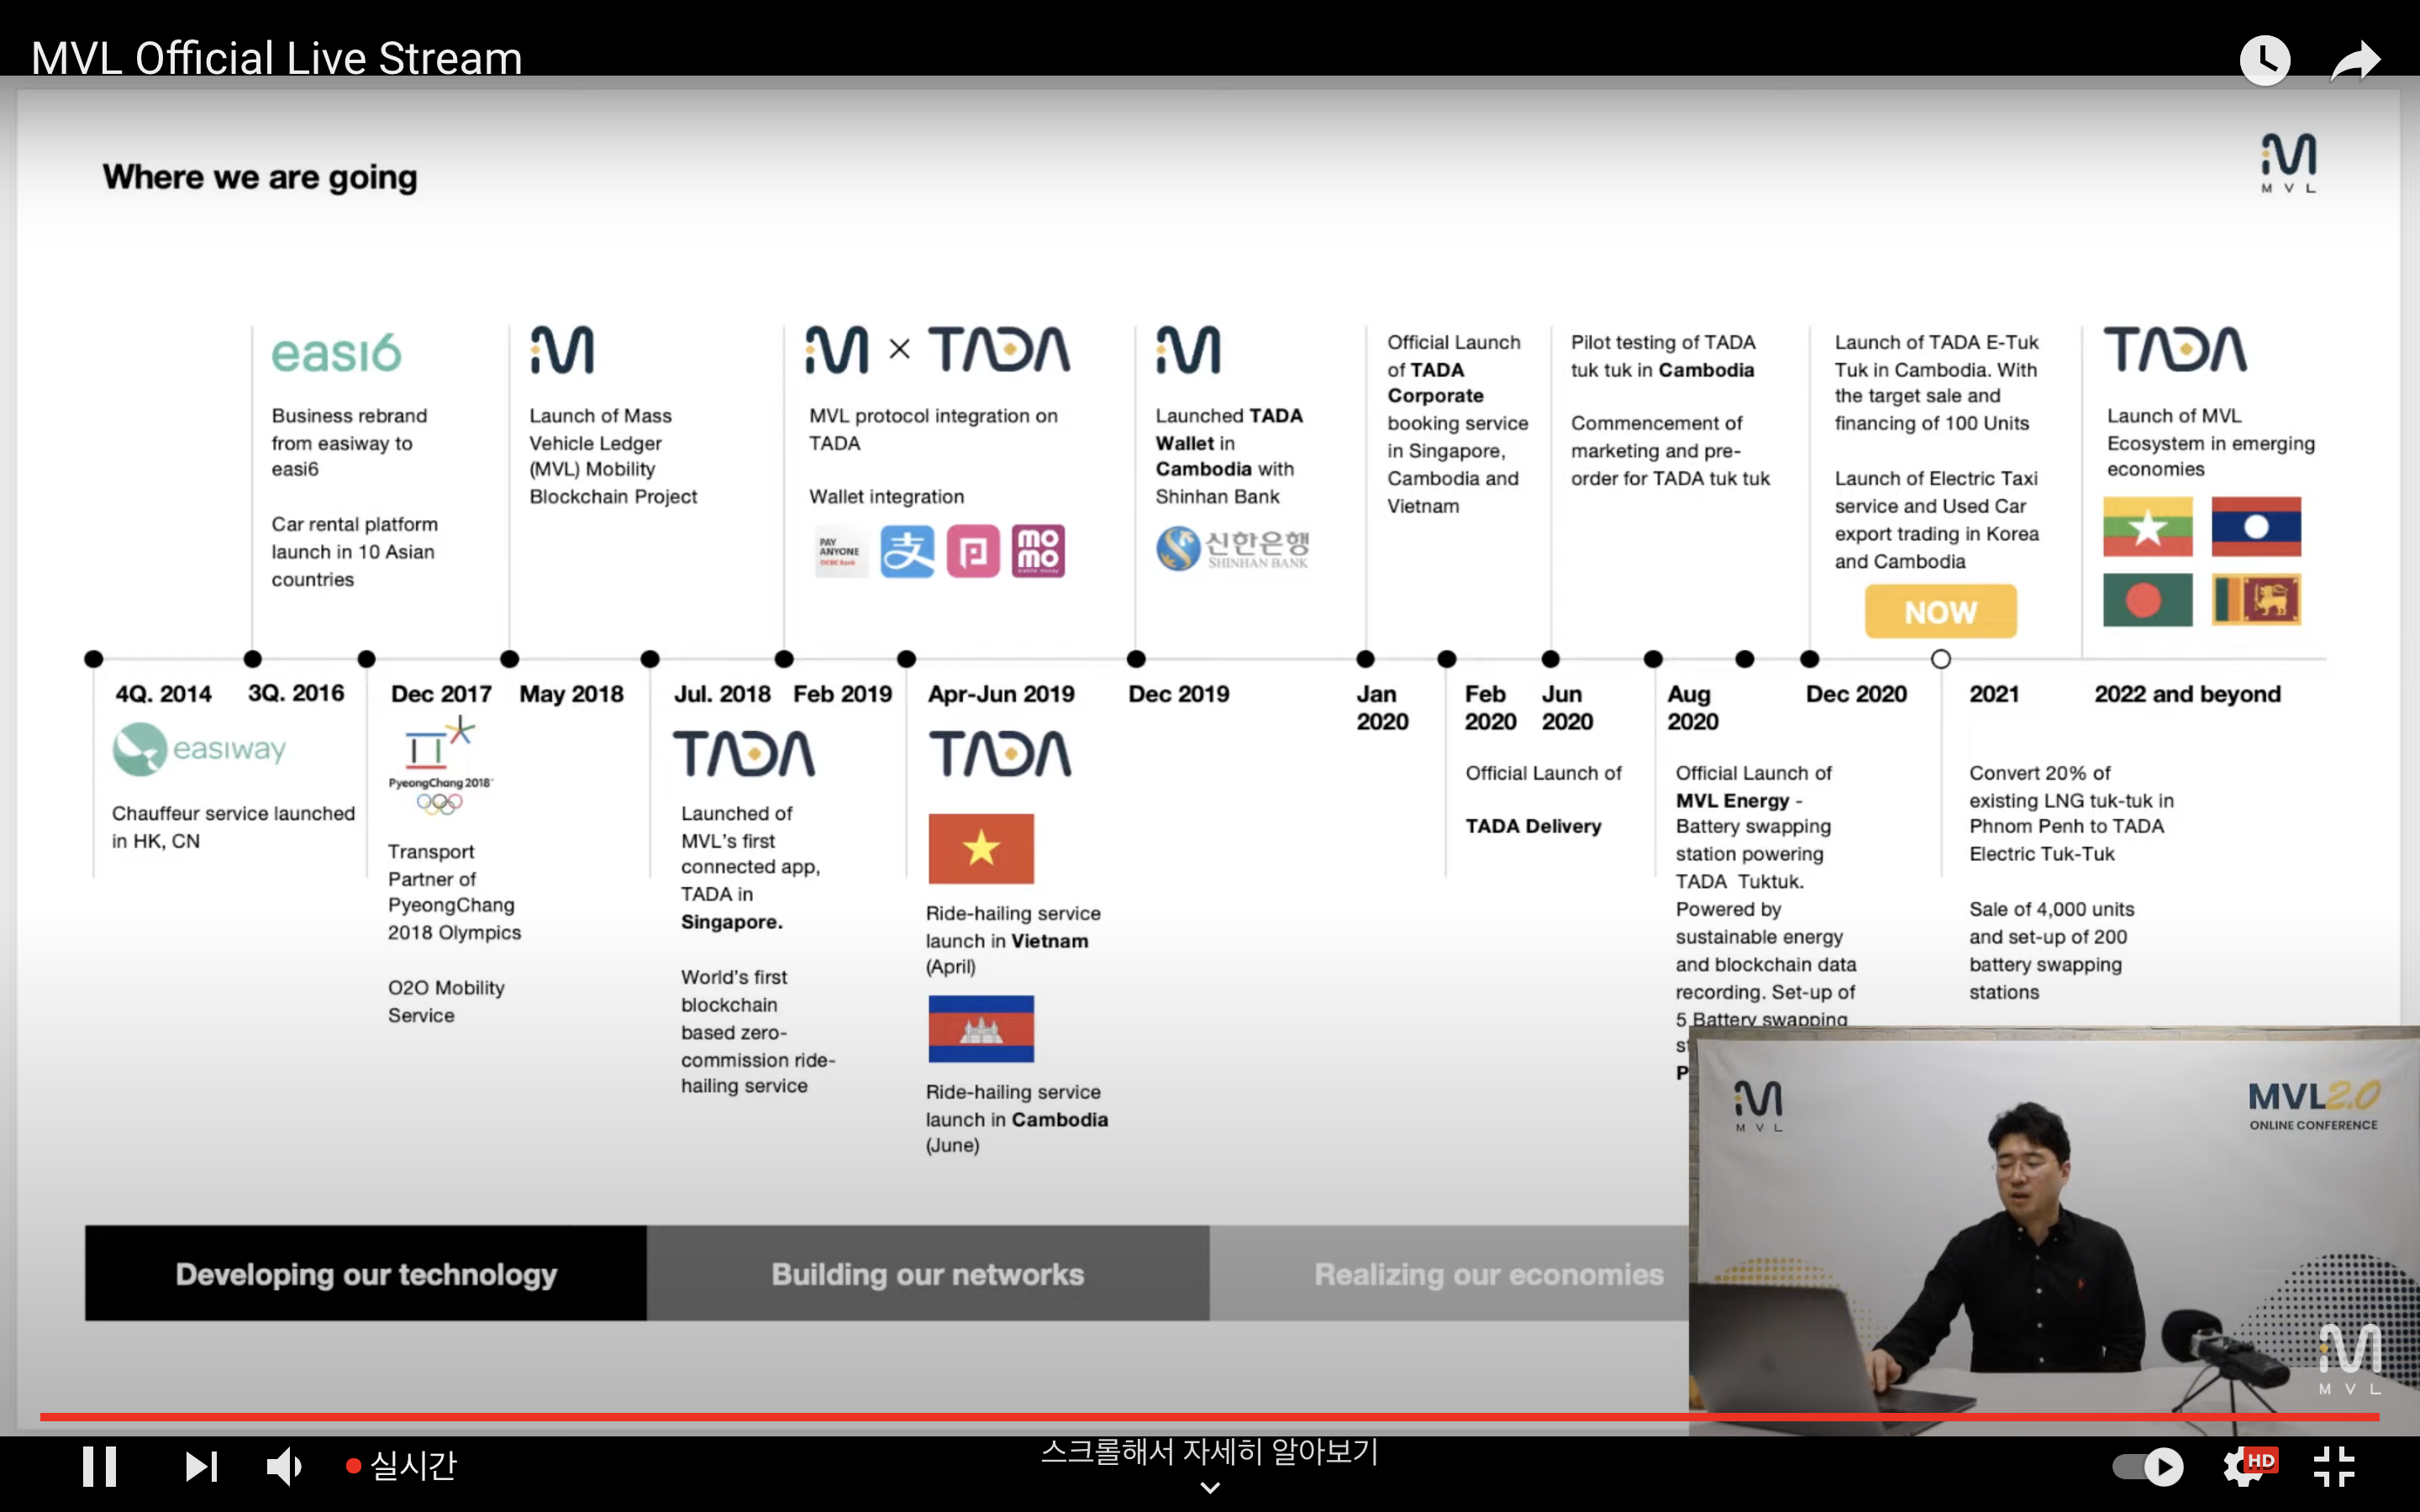 MVL Official Live Stream
Where we are going
M V L
easi6
Business rebrand
from easiway to
easi6
Car rental platform
launch in 10 Asian
countries
Launch of Mass
Vehicle Ledger
(MVL) Mobility
Blockchain Project
× TADA
MVL protocol integration on
TADA
Wallet integration
PAY
ANYONE
OCBC Bank
支
mo
mo
Launched TADA
Wallet in
Cambodia with
Shinhan Bank
신한은행
SHINHAN BANK
Official Launch
of TADA
Corporate
booking service
in Singapore,
Cambodia and
Vietnam
Pilot testing of TADA
tuk tuk in Cambodia
Commencement of
marketing and pre-
order for TADA tuk tuk
Launch of TADA E-Tuk
Tuk in Cambodia. With
the target sale and
financing of 100 Units
Launch of Electric Taxi
service and Used Car
export trading in Korea
and Cambodia
NOW
TADA
Launch of MVL
Ecosystem in emerging
economies
4Q. 2014
easiway
Chauffeur service launched
in HK, CN
3Q. 2016
Dec 2017
PyeongChang 2018
Transport
Partner of
PyeongChang
2018 Olympics
O2O Mobility
Service
May 2018
Jul. 2018
TADA
Launched of
MVL's first
connected app,
TADA in
Singapore.
World's first
blockchain
based zero-
commission ride-
hailing service
Feb 2019
Apr-Jun 2019
TADA
Ride-hailing service
launch in Vietnam
(April)
Ride-hailing service
launch in Cambodia
(June)
Dec 2019
Jan
2020
Feb
2020
Official Launch of
TADA Delivery
Jun
2020
Aug
2020
Official Launch of
MVL Energy -
Battery swapping
station powering
TADA Tuktuk.
Powered by
sustainable energy
and blockchain data
recording. Set-up of
5 Battery swapping
Dec 2020
2021
Convert 20% of
existing LNG tuk-tuk in
Phnom Penh to TADA
Electric Tuk-Tuk
Sale of 4,000 units
and set-up of 200
battery swapping
stations
2022 and beyond
Developing our technology
Building our networks
Realizing our economies
M V L
MVL2.0
ONLINE CONFERENCE
M V L
실시간
스크롤해서 자세히 알아보기
HD